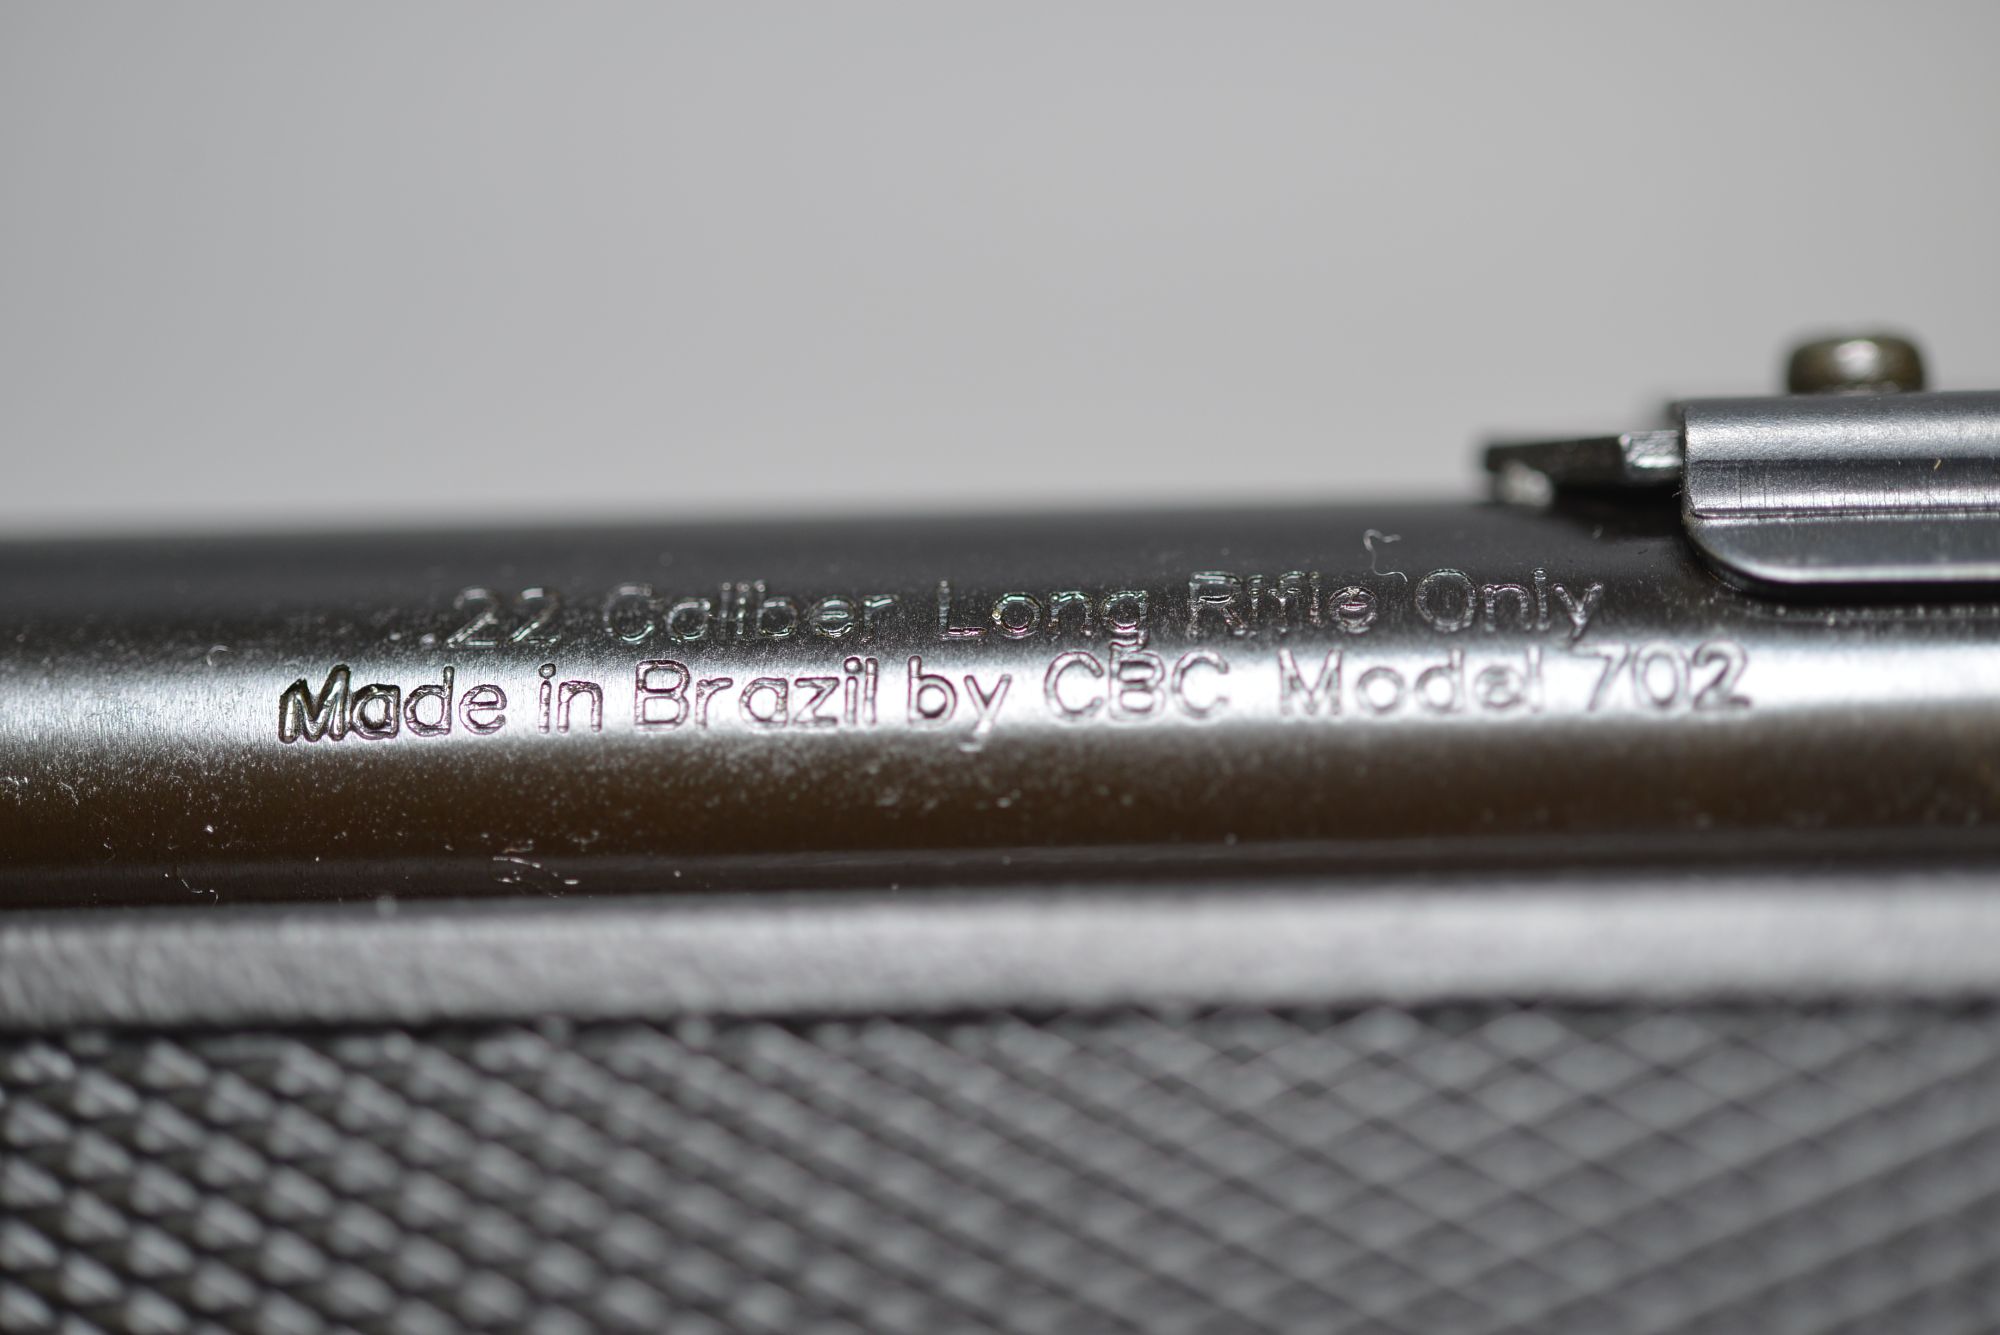 .22 Caliber Long Rifle Only
Made in Brazil by CBC Model 702